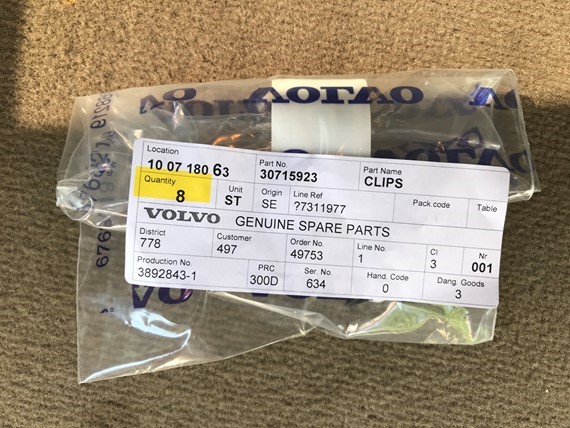 VOLVO
Location
10 07 180 63
Part No.
30715923
Part Name
CLIPS
Quantity
8
Unit
ST
Origin
SE
Line Ref
?7311977
Pack.code
Table
VOLVO GENUINE SPARE PARTS
District
778
Customer
497
Order No.
49753
Line No.
1
CI
3
Nr
001
Production No.
3892843-1
PRC
300D
Ser. No.
634
Hand. Code
0
Dang. Goods
3